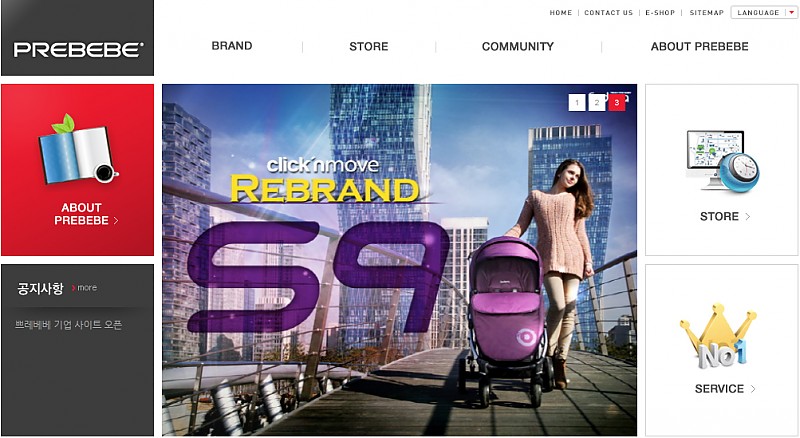 HOME
CONTACT US
E-SHOP
SITEMAP
LANGUAGE
PREBEBE®
BRAND
STORE
COMMUNITY
ABOUT PREBEBE
1 2 3
click'nmove
REBRAND
S9
ABOUT
PREBEBE
STORE
공지사항 more
쁘레베베 기업 사이트 오픈
No1
SERVICE